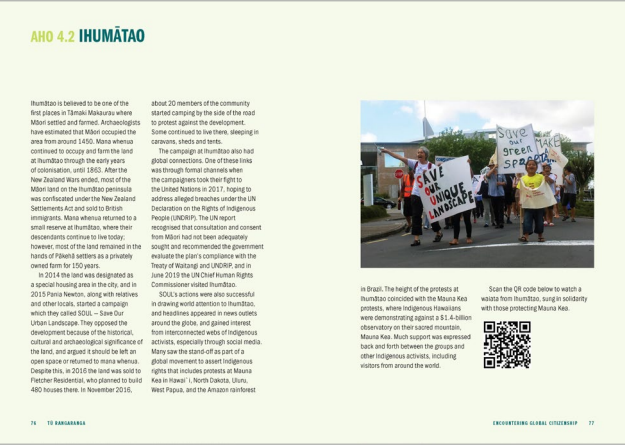 AHO 4.2 IHUMĀTAO
Ihumātao is believed to be one of the
first places in Tāmaki Makaurau where
Māori settled and farmed. Archaeologists
have estimated that Māori occupied the
area from around 1450. Mana whenua
continued to occupy and farm the land
at Ihumātao through the early years
of colonisation, until 1863. After the
New Zealand Wars ended, most of the
Māori land on the Ihumātao peninsula
was confiscated under the New Zealand
Settlements Act and sold to British
immigrants. Mana whenua returned to a
small reserve at Ihumātao, where their
descendants continue to live today;
however, most of the land remained in the
hands of Pākehā settlers as a privately
owned farm for 150 years.
In 2014 the land was designated as
a special housing area in the city, and in
2015 Pania Newton, along with relatives
and other locals, started a campaign
which they called SOUL — Save Our
Urban Landscape. They opposed the
development because of the historical,
cultural and archaeological significance of
the land, and argued it should be left an
open space or returned to mana whenua.
Despite this, in 2016 the land was sold to
Fletcher Residential, who planned to build
480 houses there. In November 2016,
about 20 members of the community
started camping by the side of the road
to protest against the development.
Some continued to live there, sleeping in
caravans, sheds and tents.
The campaign at Ihumātao also had
global connections. One of these links
was through formal channels when
the campaigners took their fight to
the United Nations in 2017, hoping to
address alleged breaches under the UN
Declaration on the Rights of Indigenous
People (UNDRIP). The UN report
recognised that consultation and consent
from Māori had not been adequately
sought and recommended the government
evaluate the plan's compliance with the
Treaty of Waitangi and UNDRIP, and in
June 2019 the UN Chief Human Rights
Commissioner visited Ihumātao.
SOUL's actions were also successful
in drawing world attention to Ihumātao,
and headlines appeared in news outlets
around the globe, and gained interest
from interconnected webs of Indigenous
activists, especially through social media.
Many saw the stand-off as part of a
global movement to assert Indigenous
rights that includes protests at Mauna
Kea in Hawai'i, North Dakota, Uluru,
West Papua, and the Amazon rainforest
SAVE
OUR
UNIQUE
LANDSCAPE
Save
our
green
MAKE
in Brazil. The height of the protests at
Ihumātao coincided with the Mauna Kea
protests, where Indigenous Hawaiians
were demonstrating against a $1.4-billion
observatory on their sacred mountain,
Mauna Kea. Much support was expressed
back and forth between the groups and
other Indigenous activists, including
visitors from around the world.
Scan the QR code below to watch a
waiata from Ihumātao, sung in solidarity
with those protecting Mauna Kea.
76 TŪ RANGARANGA
ENCOUNTERING GLOBAL CITIZENSHIP 77